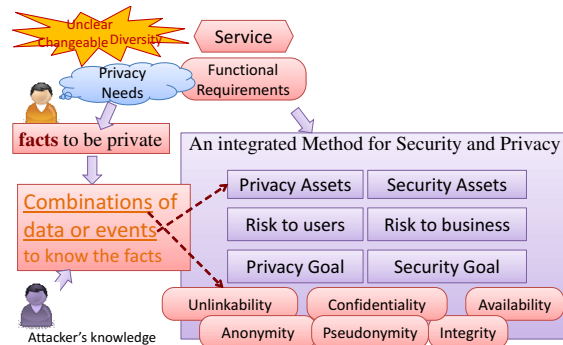 Unclear
Changeable Diversity
Service
Privacy
Needs
Functional
Requirements
facts to be private
An integrated Method for Security and Privacy
Combinations of
data or events
to know the facts
Privacy Assets
Security Assets
Risk to users
Risk to business
Privacy Goal
Security Goal
Unlinkability
Confidentiality
Availability
Anonymity
Pseudonymity
Integrity
Attacker's knowledge